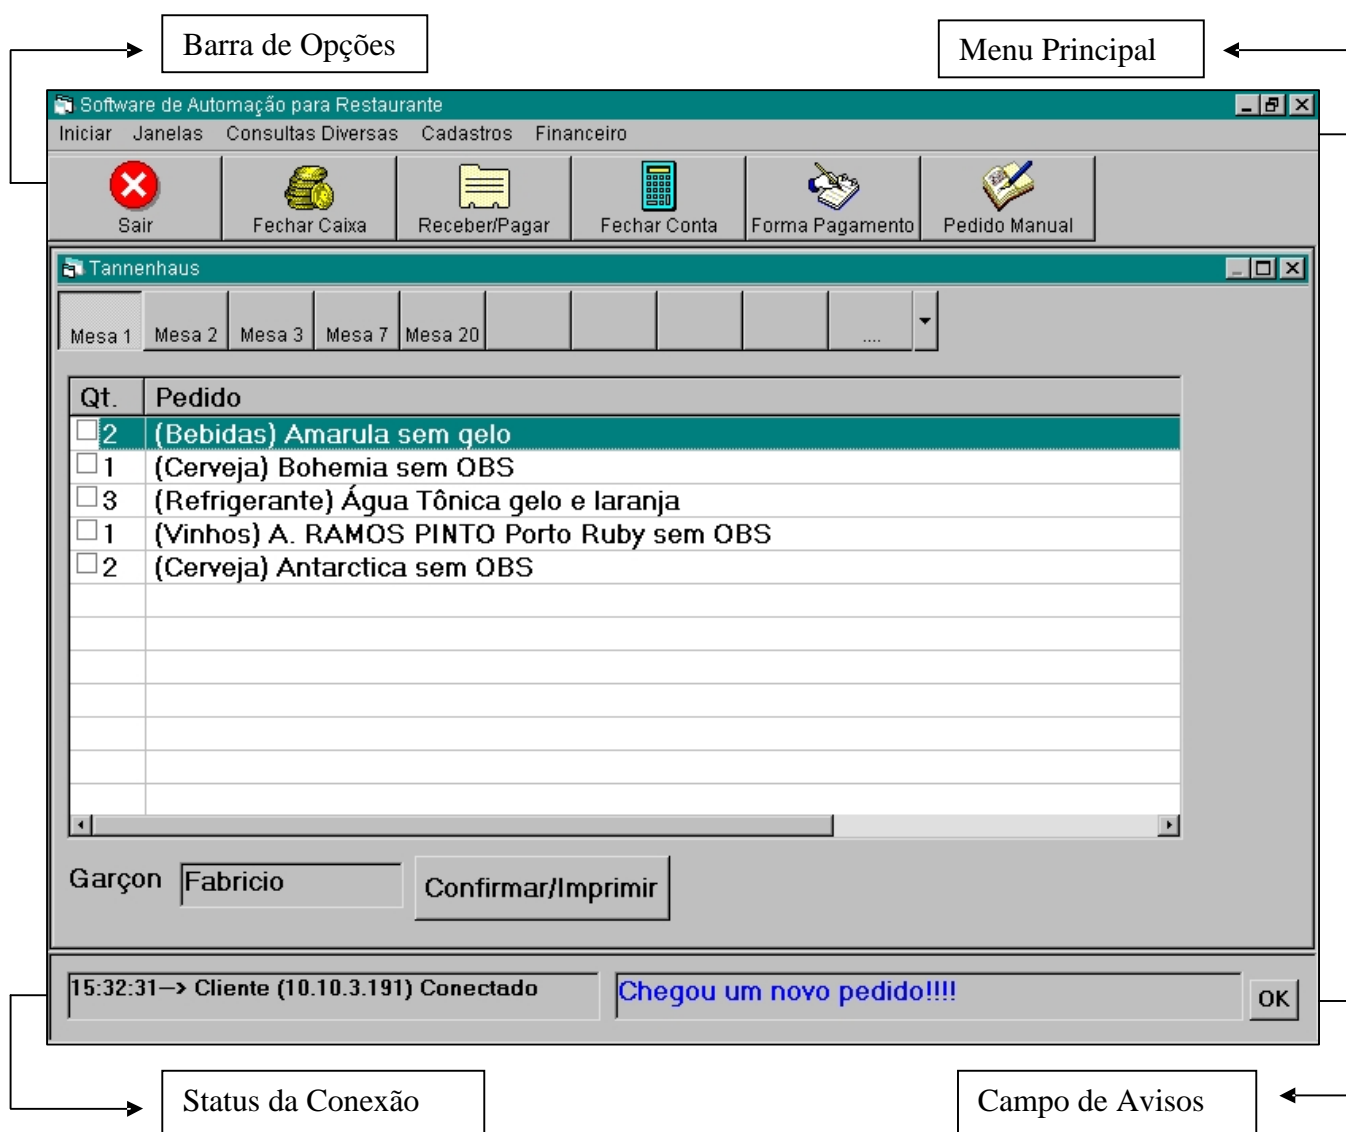 Barra de Opções
Menu Principal
Software de Automação para Restaurante
Iniciar Janelas Consultas Diversas Cadastros Financeiro
Sair Fechar Caixa Receber/Pagar Fechar Conta Forma Pagamento Pedido Manual
Tannenhaus
Mesa 1 Mesa 2 Mesa 3 Mesa 7 Mesa 20 ....
Qt. Pedido
2 (Bebidas) Amarula sem gelo
1 (Cerveja) Bohemia sem OBS
3 (Refrigerante) Água Tônica gelo e laranja
1 (Vinhos) A. RAMOS PINTO Porto Ruby sem OBS
2 (Cerveja) Antarctica sem OBS
Garçon Fabricio Confirmar/Imprimir
15:32:31--> Cliente (10.10.3.191) Conectado
Chegou um novo pedido!!!!
OK
Status da Conexão
Campo de Avisos